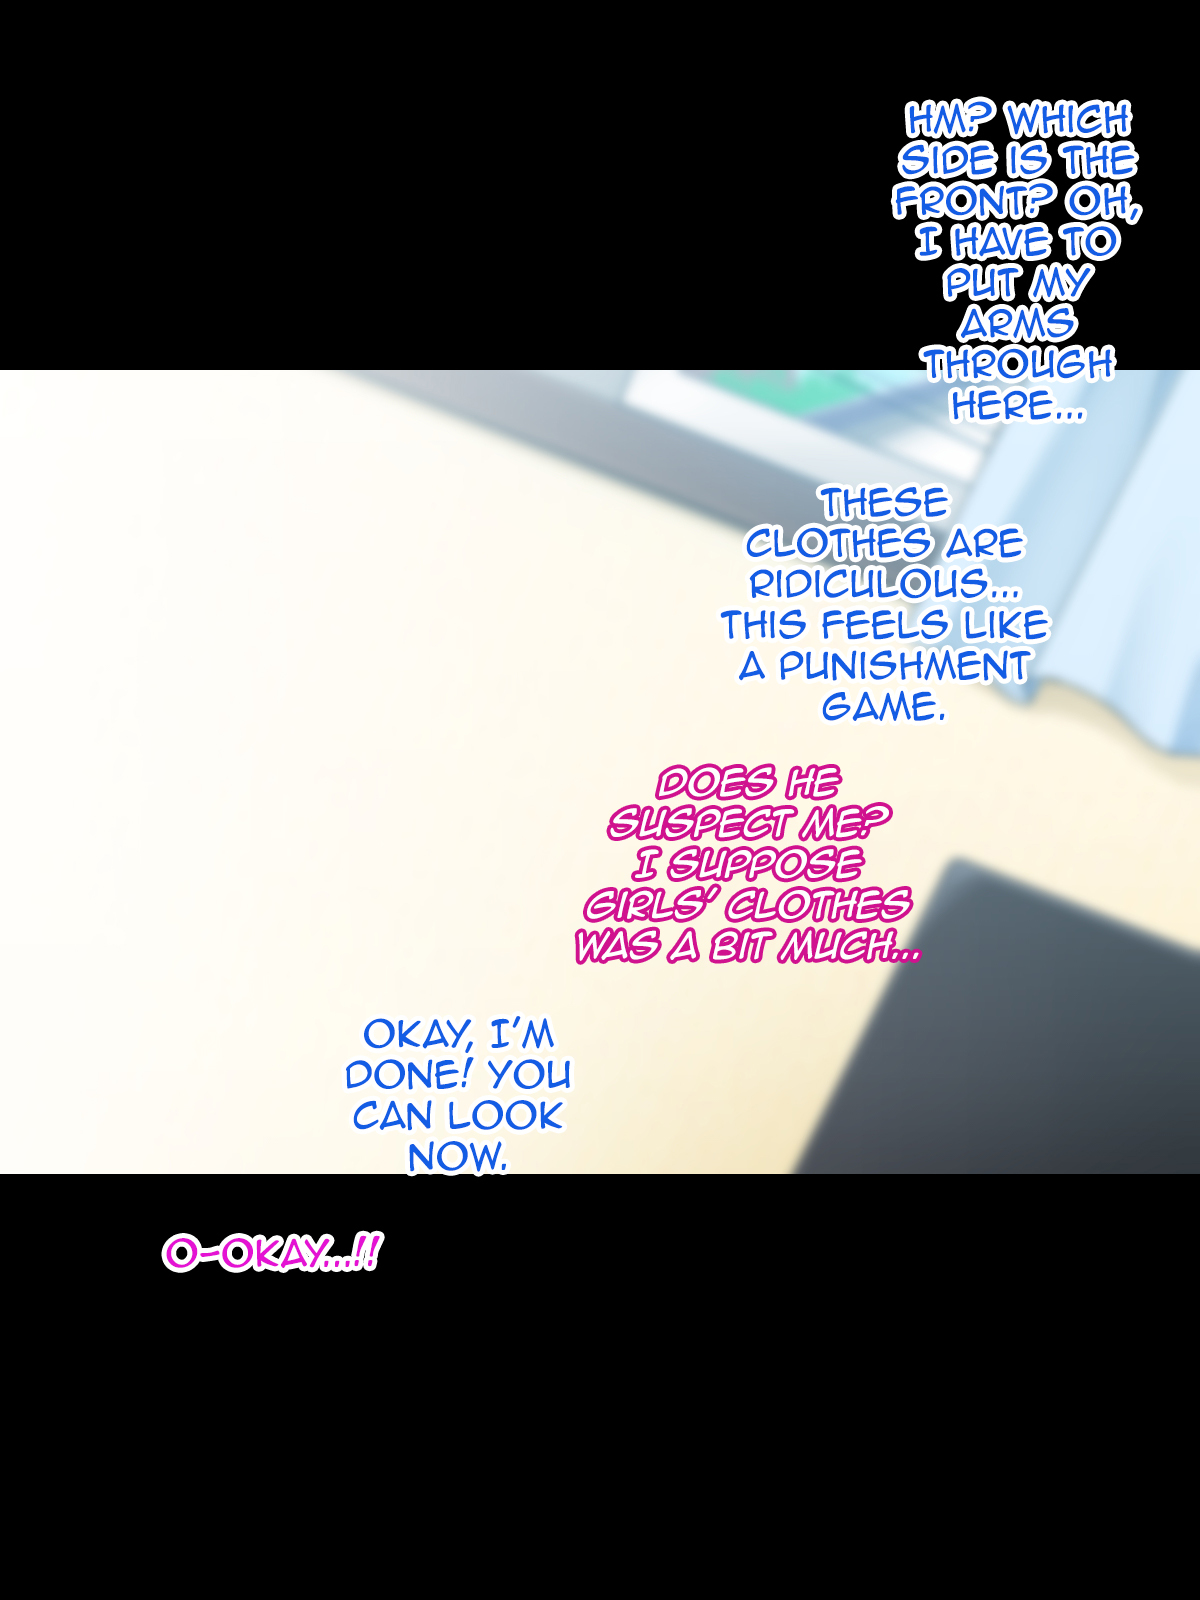 HM? WHICH
SIDE IS THE
FRONT? OH,
I HAVE TO
PUT MY
ARMS
THROUGH
HERE...
THESE
CLOTHES ARE
RIDICULOUS...
THIS FEELS LIKE
A PUNISHMENT
GAME.
DOES HE
SUSPECT ME?
I SUPPOSE
GIRLS' CLOTHES
WAS A BIT MUCH...
OKAY, I'M
DONE! YOU
CAN LOOK
NOW.
O-OKAY...!!